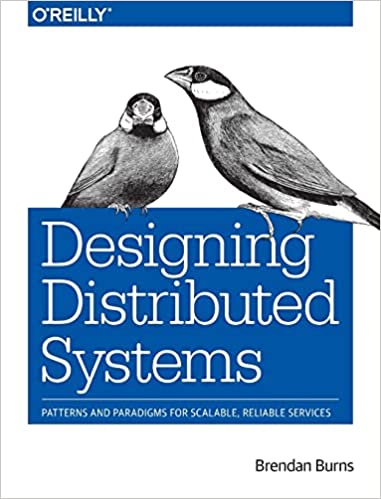 O'REILLY®
Designing
Distributed
Systems
PATTERNS AND PARADIGMS FOR SCALABLE, RELIABLE SERVICES
Brendan Burns